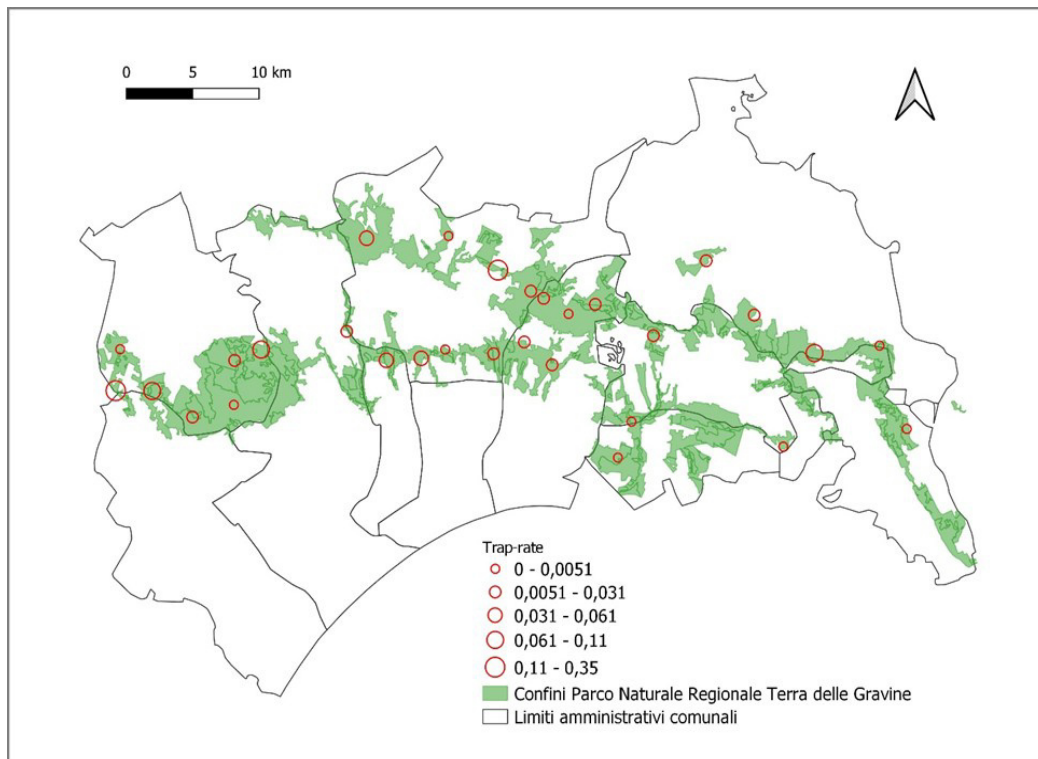 0 5 10 km
Trap-rate
0 - 0,0051
0,0051 - 0,031
0,031 - 0,061
0,061 - 0,11
0,11 - 0,35
Confini Parco Naturale Regionale Terra delle Gravine
Limiti amministrativi comunali